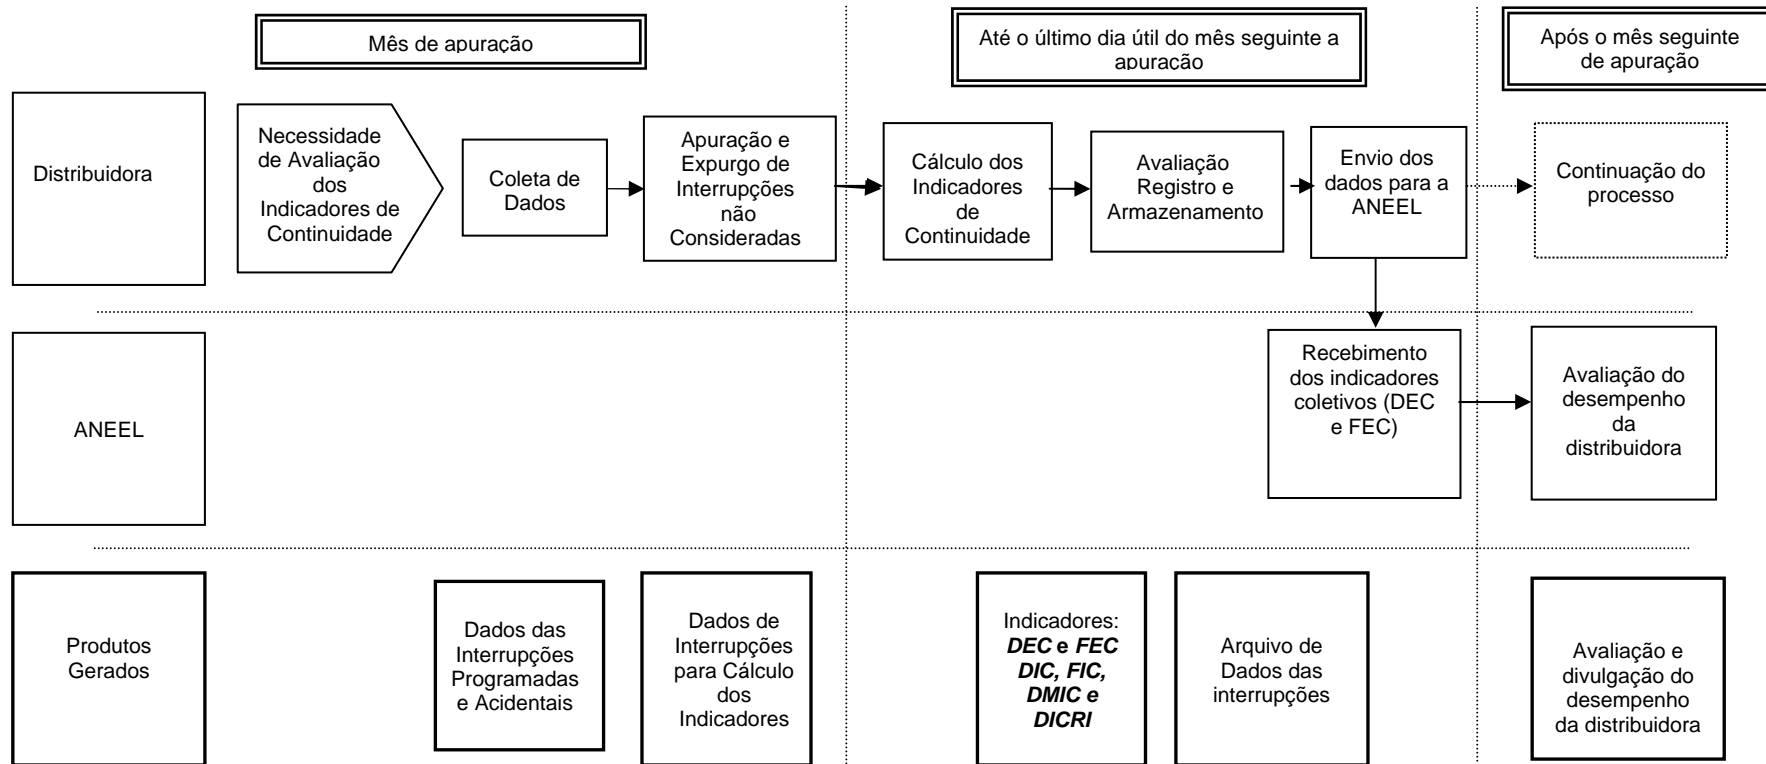 Mês de apuração
Até o último dia útil do mês seguinte a
apuração
Após o mês seguinte
de apuração
Distribuidora
Necessidade
de Avaliação
dos
Indicadores de
Continuidade
Coleta de
Dados
Apuração e
Expurgo de
Interrupções
não
Consideradas
Cálculo dos
Indicadores
de
Continuidade
Avaliação
Registro e
Armazenamento
Envio dos
dados para a
ANEEL
Continuação do
processo
ANEEL
Recebimento
dos indicadores
coletivos (DEC
e FEC)
Avaliação do
desempenho
da
distribuidora
Produtos
Gerados
Dados das
Interrupções
Programadas
e Acidentais
Dados de
Interrupções
para Cálculo
dos
Indicadores
Indicadores:
DEC e FEC
DIC, FIC,
DMIC e
DICRI
Arquivo de
Dados das
interrupções
Avaliação e
divulgação do
desempenho
da distribuidora